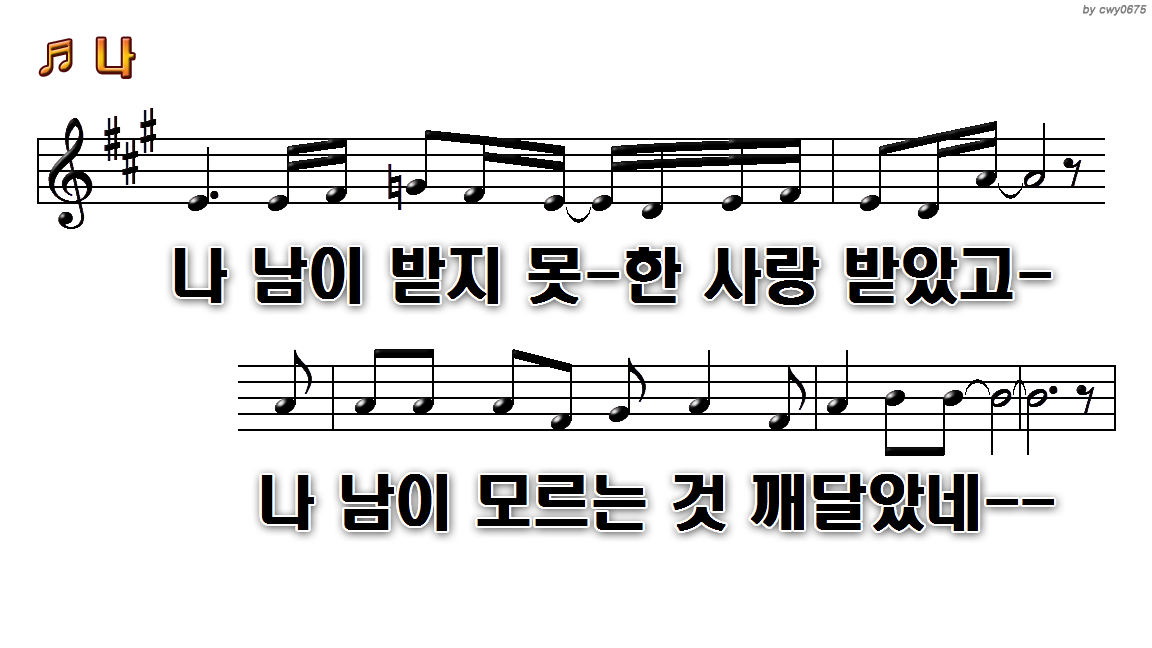 by cwy0675
♬ 나
나 남이 받지 못-한 사랑 받았고-
나 남이 모르는 것 깨달았네--